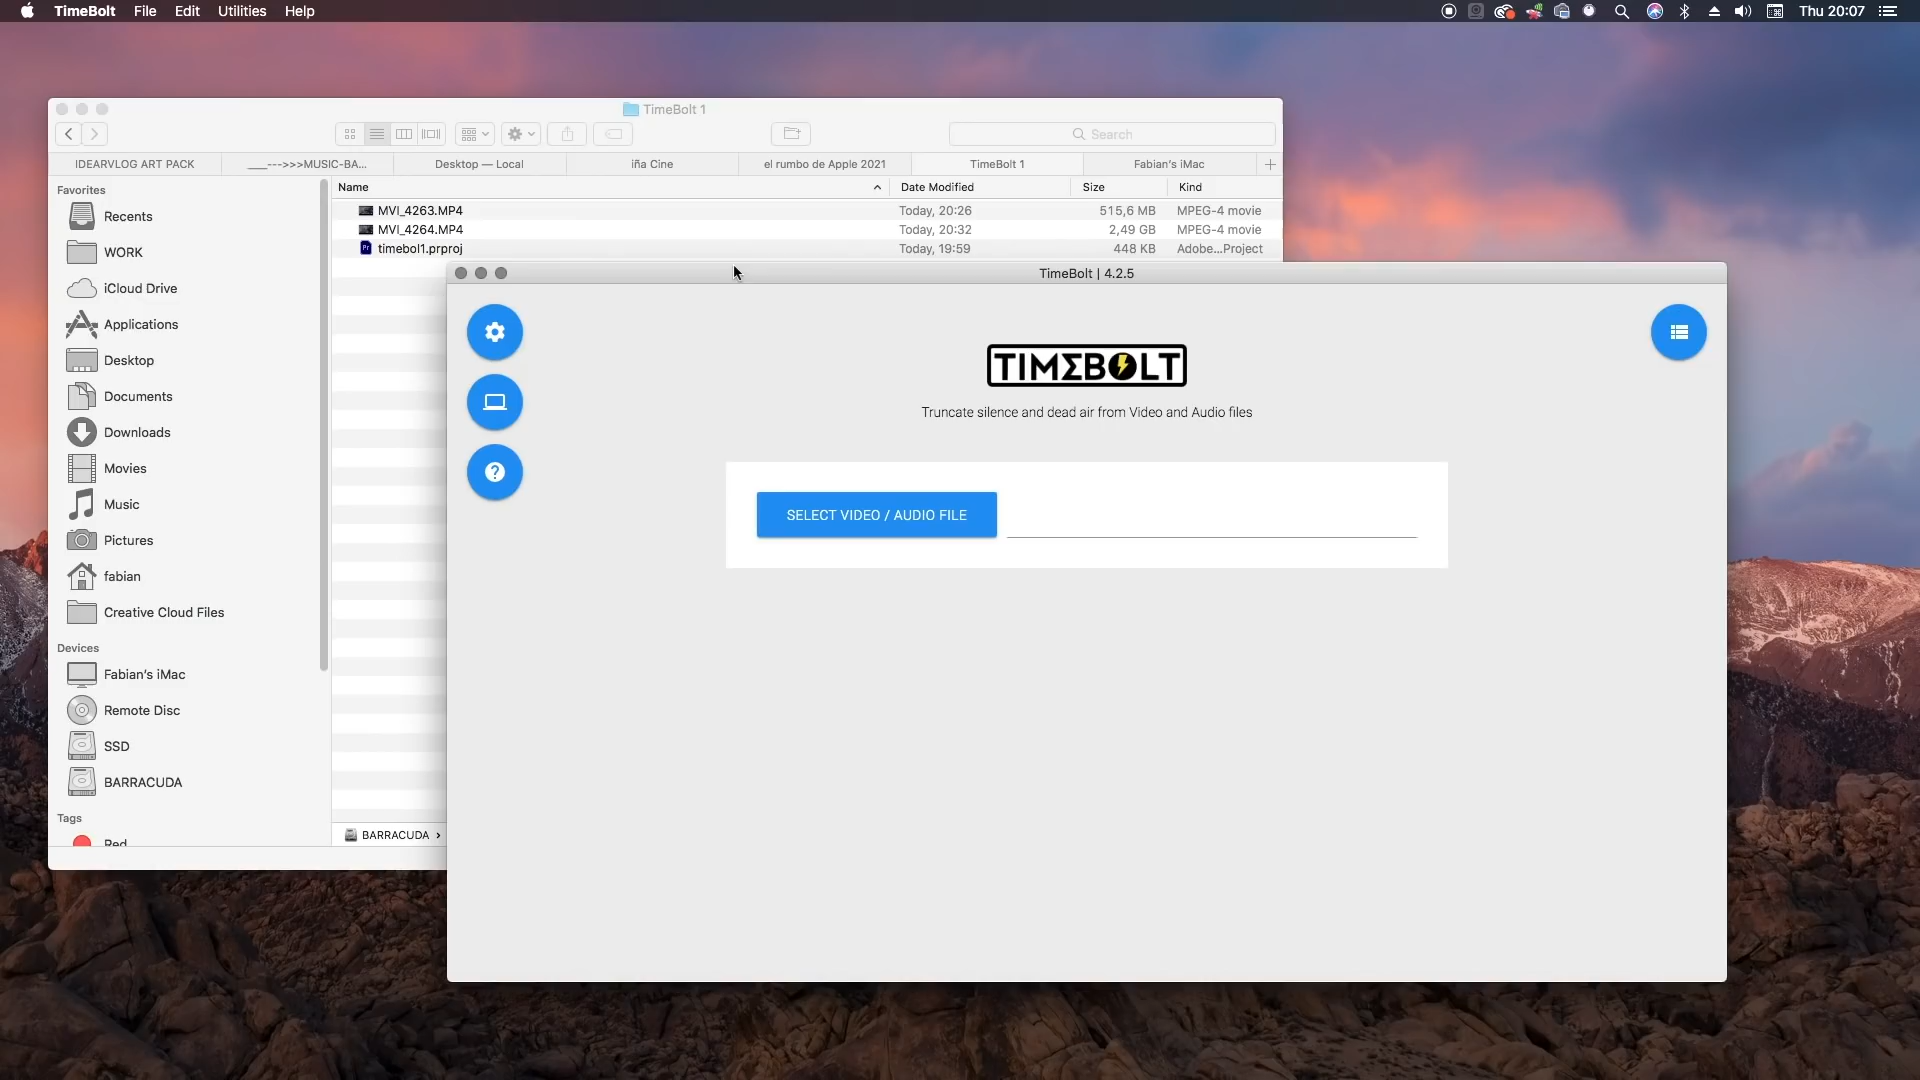 TimeBolt File Edit Utilities Help Thu 20:07
TimeBolt 1
Search
IDEARVLOG ART PACK ___--->>>MUSIC-BA... Desktop — Local iña Cine el rumbo de Apple 2021 TimeBolt 1 Fabian's iMac
Favorites
Recents
WORK
iCloud Drive
Applications
Desktop
Documents
Downloads
Movies
Music
Pictures
fabian
Creative Cloud Files
Devices
Fabian's iMac
Remote Disc
SSD
BARRACUDA
Tags
Red
Name Date Modified Size Kind
MVI_4263.MP4 Today, 20:26 515,6 MB MPEG-4 movie
MVI_4264.MP4 Today, 20:32 2,49 GB MPEG-4 movie
timebol1.prproj Today, 19:59 448 KB Adobe...Project
BARRACUDA ›
TimeBolt | 4.2.5
TIMΣBOLT
Truncate silence and dead air from Video and Audio files
SELECT VIDEO / AUDIO FILE